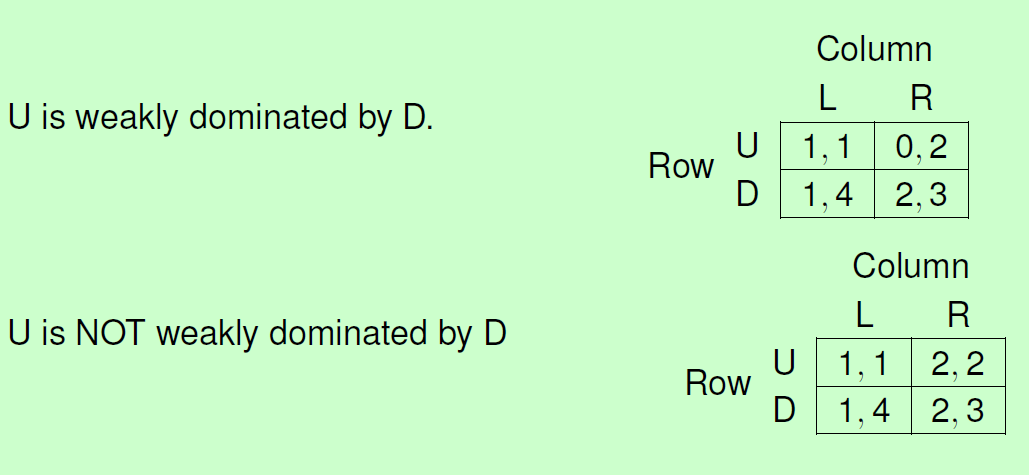 Column
L R
U is weakly dominated by D.
U 1, 1 0, 2
Row
D 1, 4 2, 3
Column
L R
U is NOT weakly dominated by D
U 1, 1 2, 2
Row
D 1, 4 2, 3